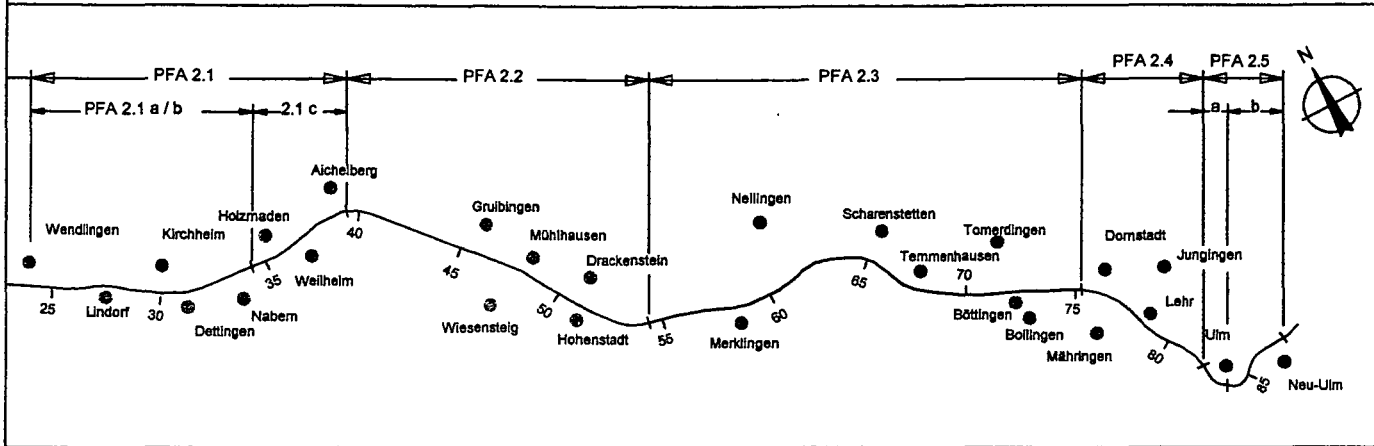 PFA 2.1
PFA 2.2
PFA 2.3
PFA 2.4
PFA 2.5
N
PFA 2.1 a / b
2.1 c
a
b
Aichelberg
Wendlingen
Kirchheim
Holzmaden
40
Gruibingen
Mühlhausen
Drackenstein
Nellingen
Scharenstetten
Tomerdingen
Temmenhausen
Dornstadt
Jungingen
25
Lindorf
30
Dettingen
Nabern
35
Weilheim
45
Wiesensteig
50
Hohenstadt
55
Merklingen
60
65
70
Böttingen
Bollingen
75
Mähringen
Lehr
80
Ulm
85
Neu-Ulm